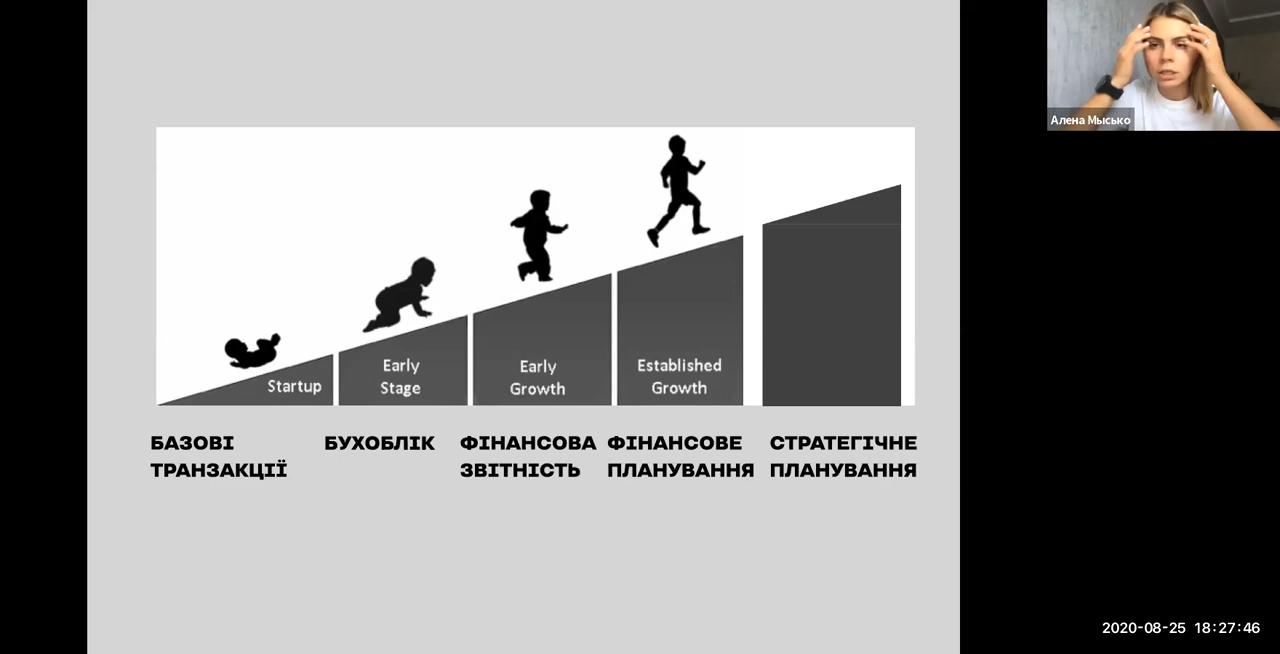 Алена Мысько
Startup
Early
Stage
Early
Growth
Established
Growth
БАЗОВІ
ТРАНЗАКЦІЇ
БУХОБЛІК
ФІНАНСОВА
ЗВІТНІСТЬ
ФІНАНСОВЕ
ПЛАНУВАННЯ
СТРАТЕГІЧНЕ
ПЛАНУВАННЯ
2020-08-25 18:27:46